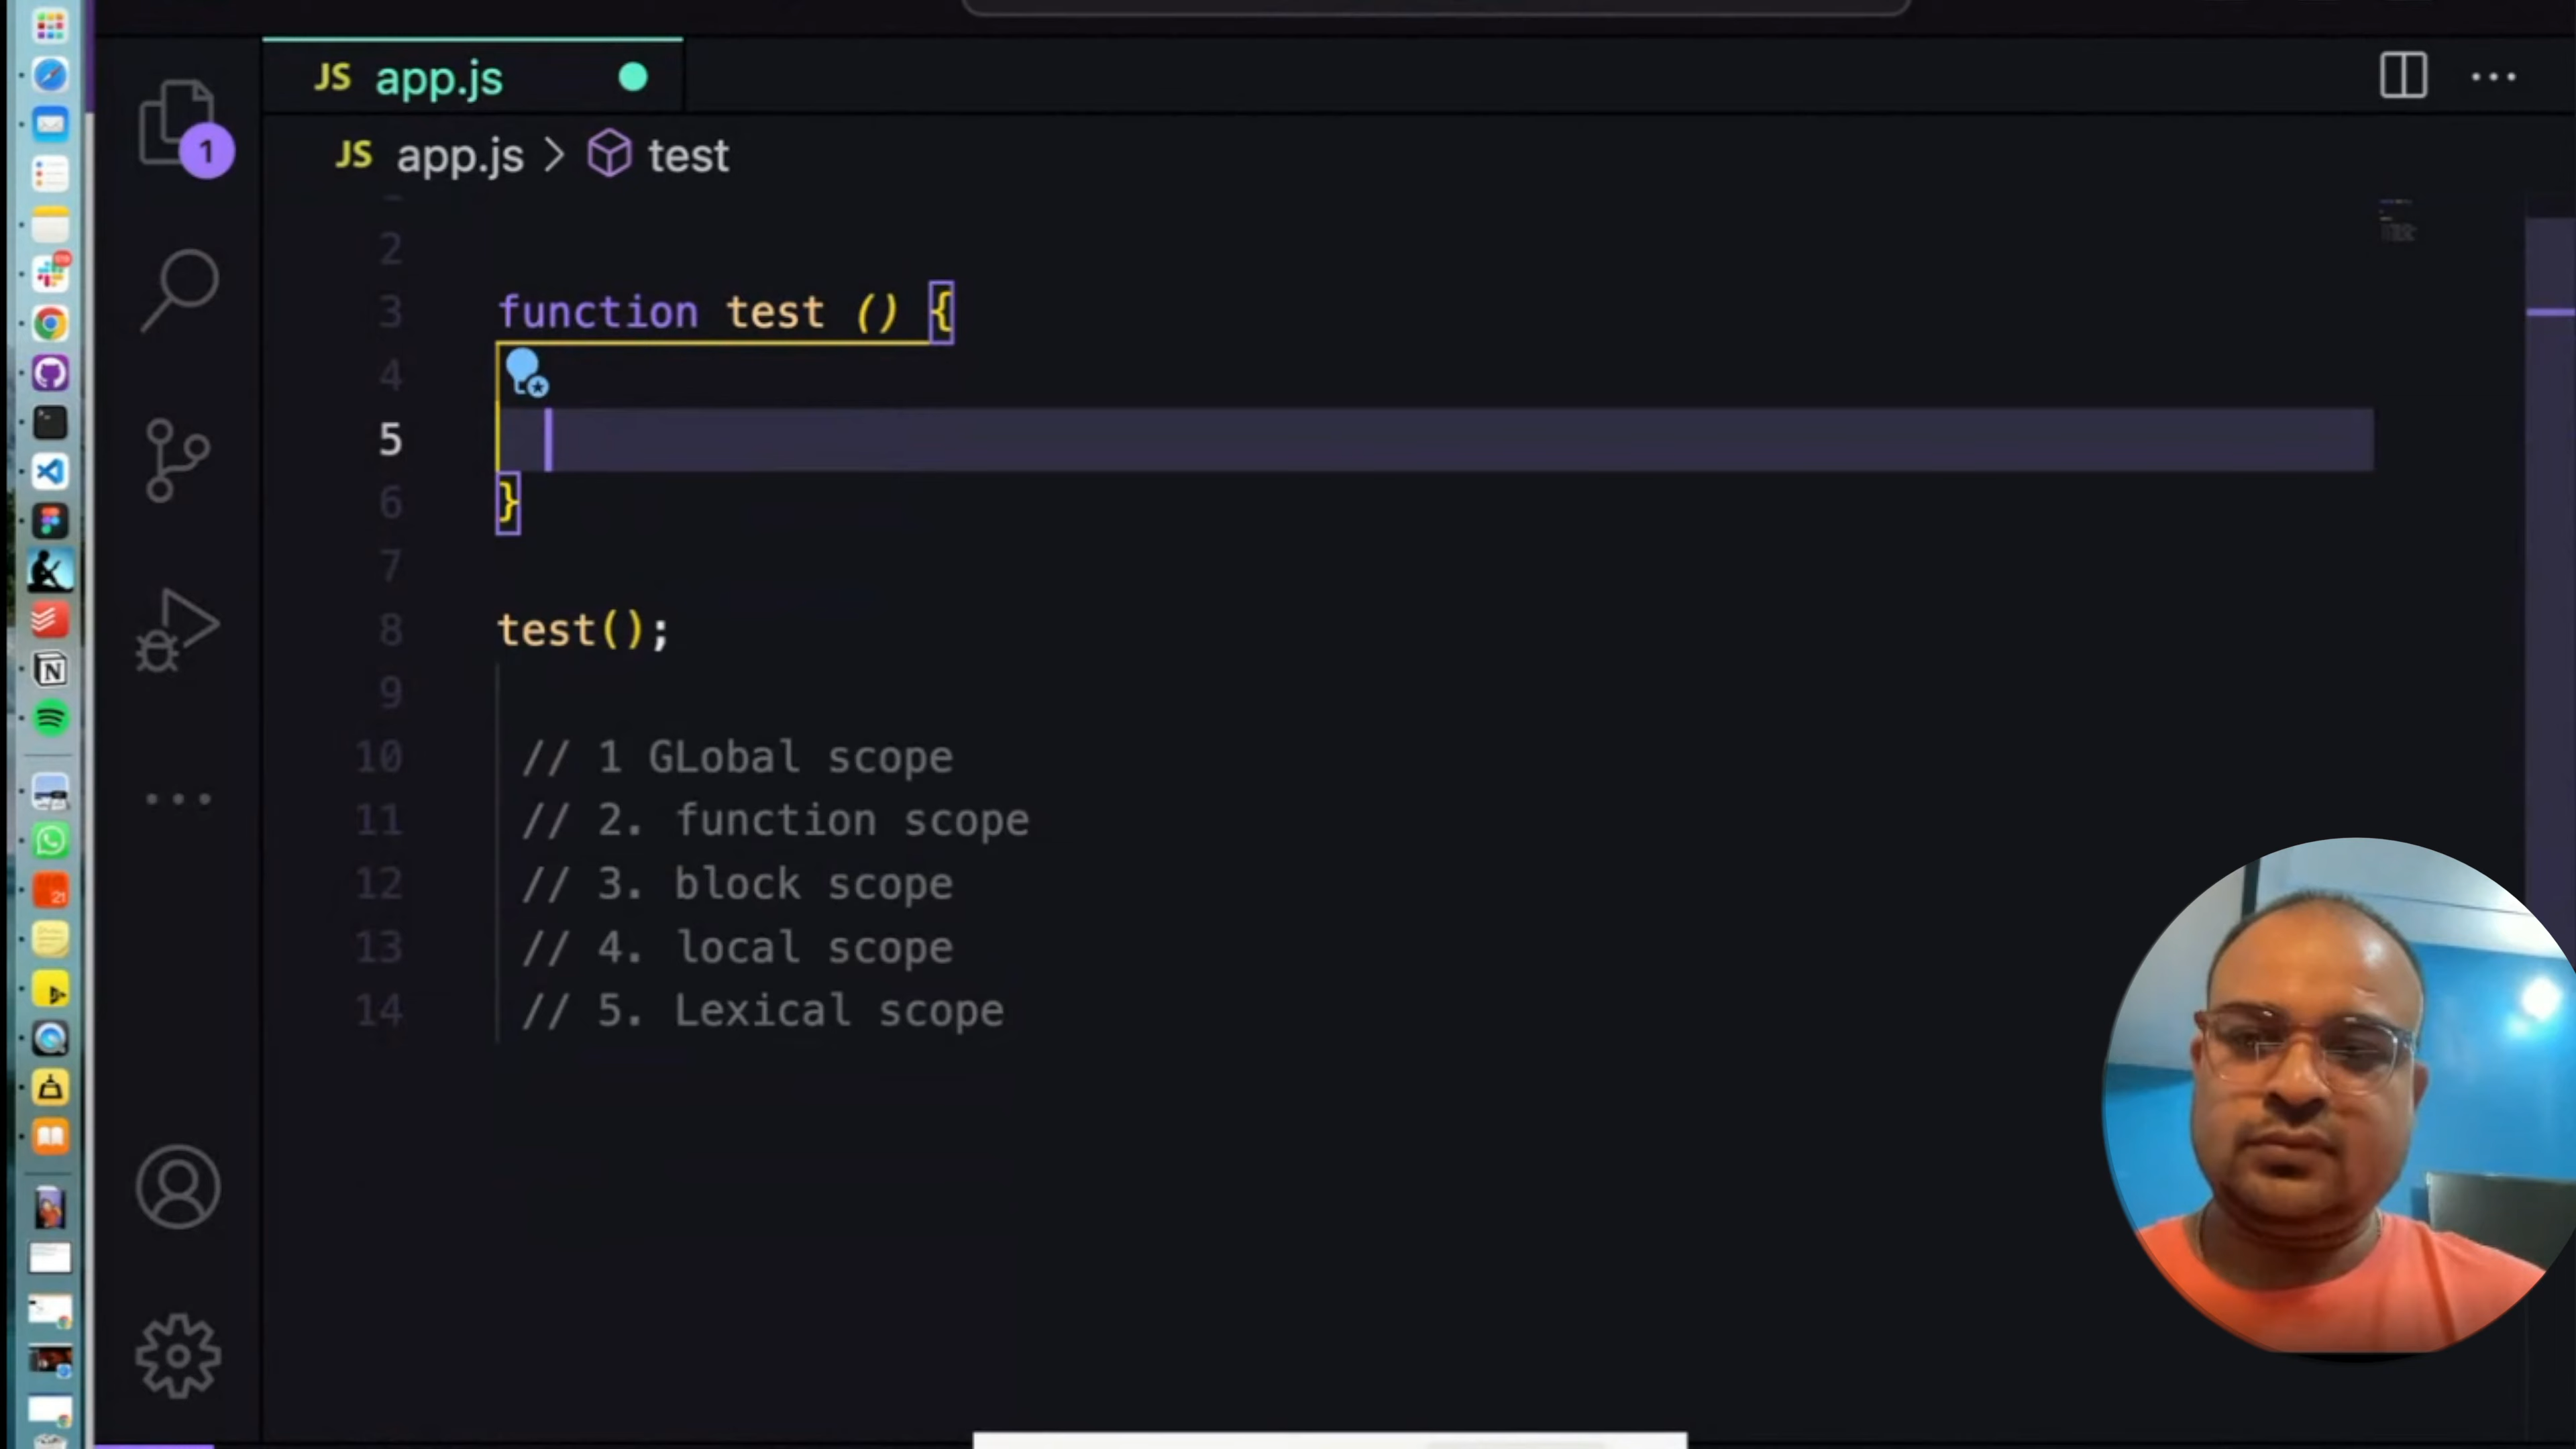 JS app.js
JS app.js > test
1
2
3 function test () {
4
5
6 }
7
8 test();
9
10 // 1 GLobal scope
11 // 2. function scope
12 // 3. block scope
13 // 4. local scope
14 // 5. Lexical scope
21